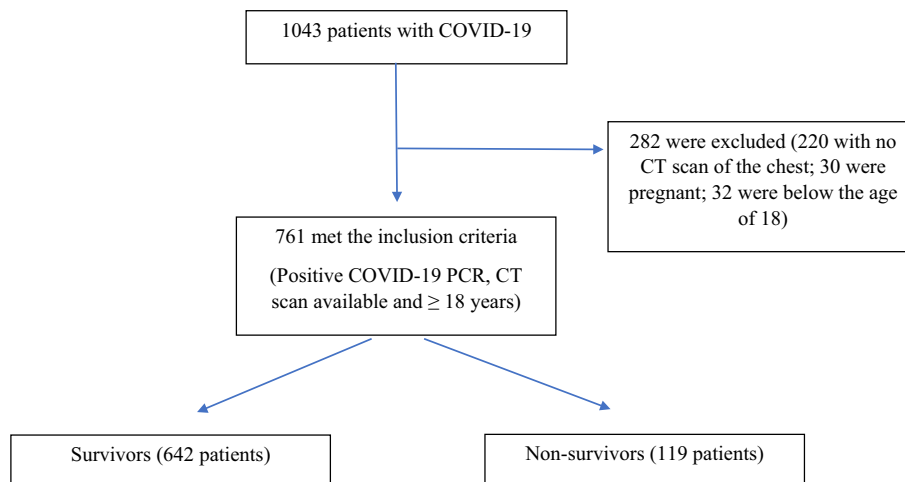 1043 patients with COVID-19
282 were excluded (220 with no
CT scan of the chest; 30 were
pregnant; 32 were below the age
of 18)
761 met the inclusion criteria
(Positive COVID-19 PCR, CT
scan available and ≥ 18 years)
Survivors (642 patients)
Non-survivors (119 patients)